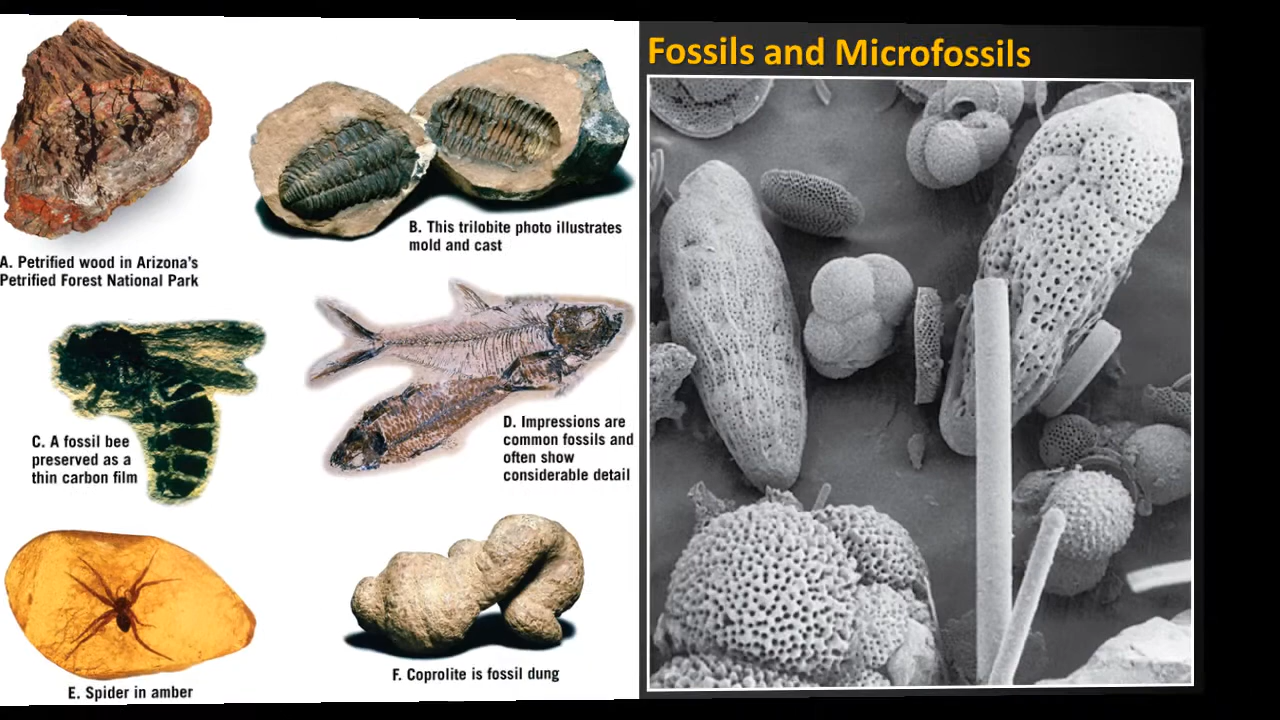 Fossils and Microfossils
A. Petrified wood in Arizona's
Petrified Forest National Park
B. This trilobite photo illustrates
mold and cast
C. A fossil bee
preserved as a
thin carbon film
D. Impressions are
common fossils and
often show
considerable detail
E. Spider in amber
F. Coprolite is fossil dung